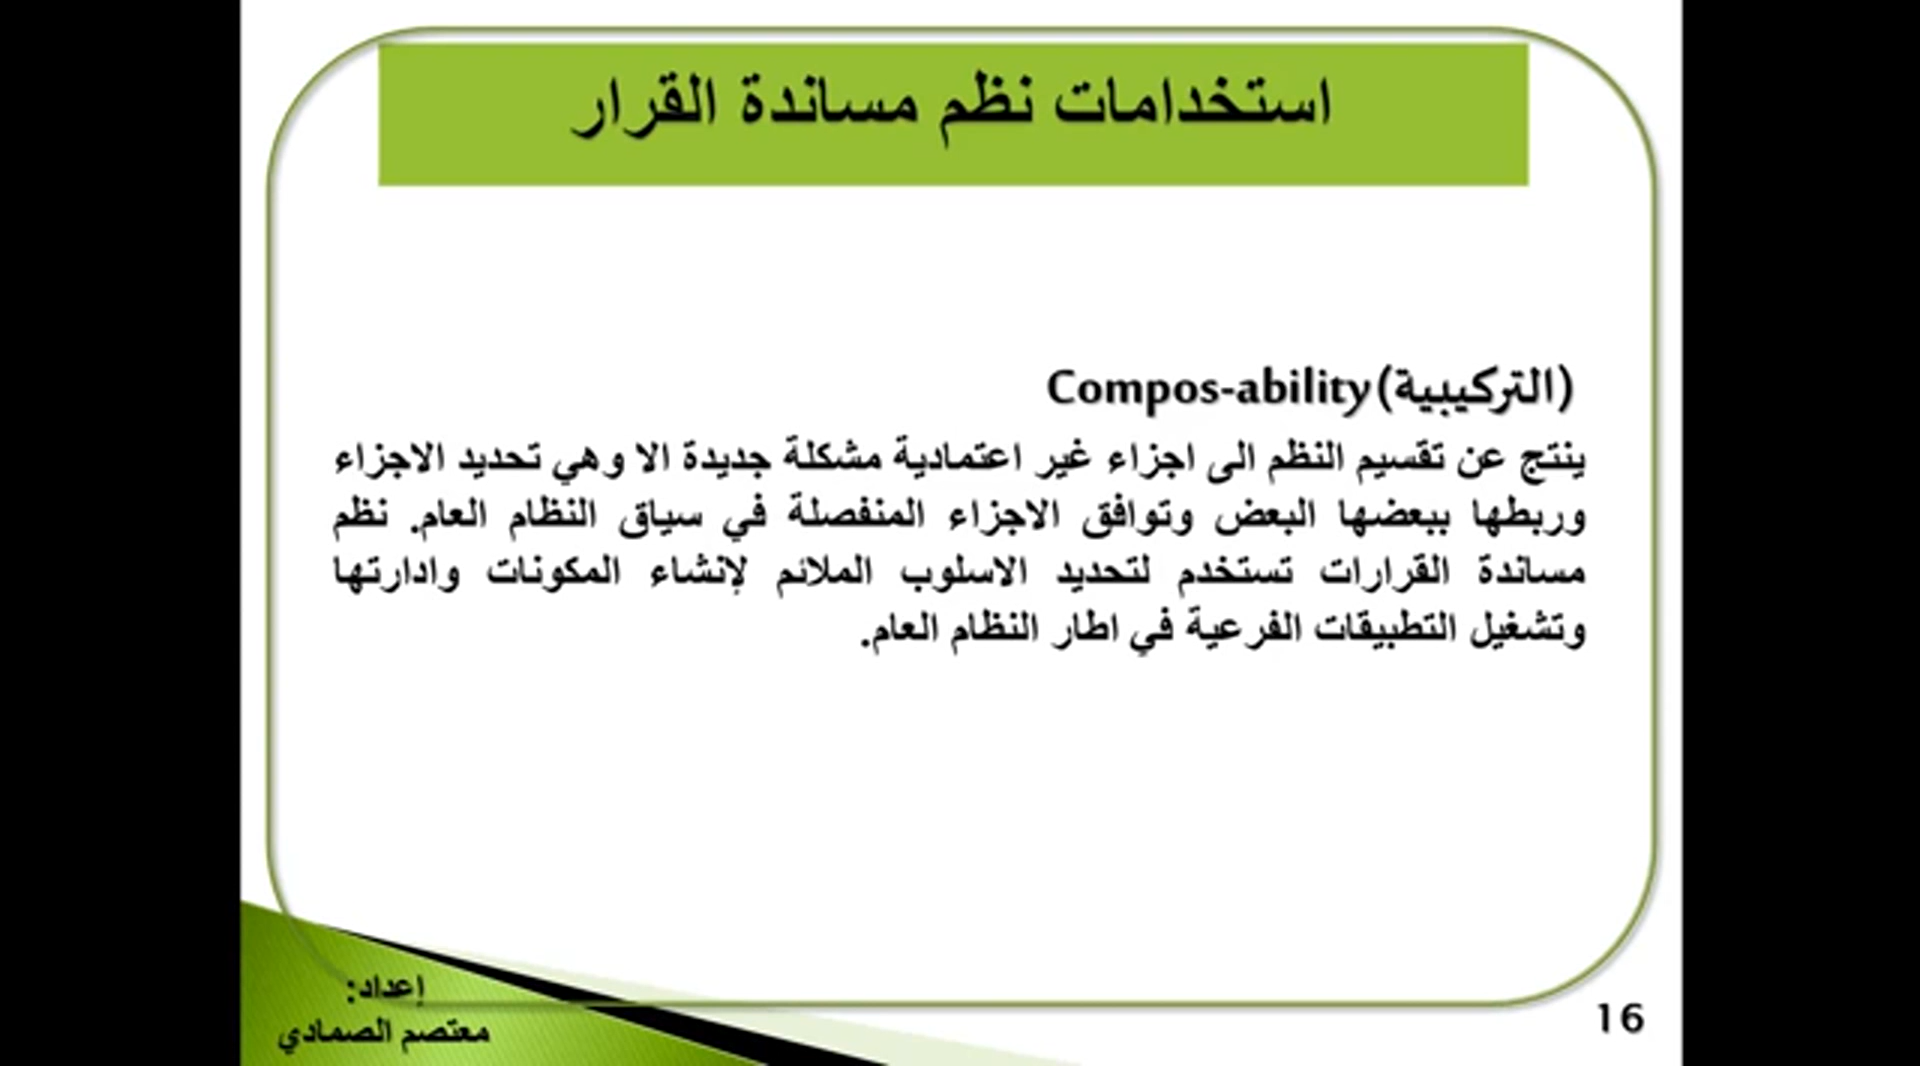 استخدامات نظم مساندة القرار
(التركيبية)Compos-ability
ينتج عن تقسيم النظم الى اجزاء غير اعتمادية مشكلة جديدة الا وهي تحديد الاجزاء
وربطها ببعضها البعض وتوافق الاجزاء المنفصلة في سياق النظام العام. نظم
مساندة القرارات تستخدم لتحديد الاسلوب الملائم لإنشاء المكونات وادارتها
وتشغيل التطبيقات الفرعية في اطار النظام العام.
إعداد:
معتصم الصمادي
16